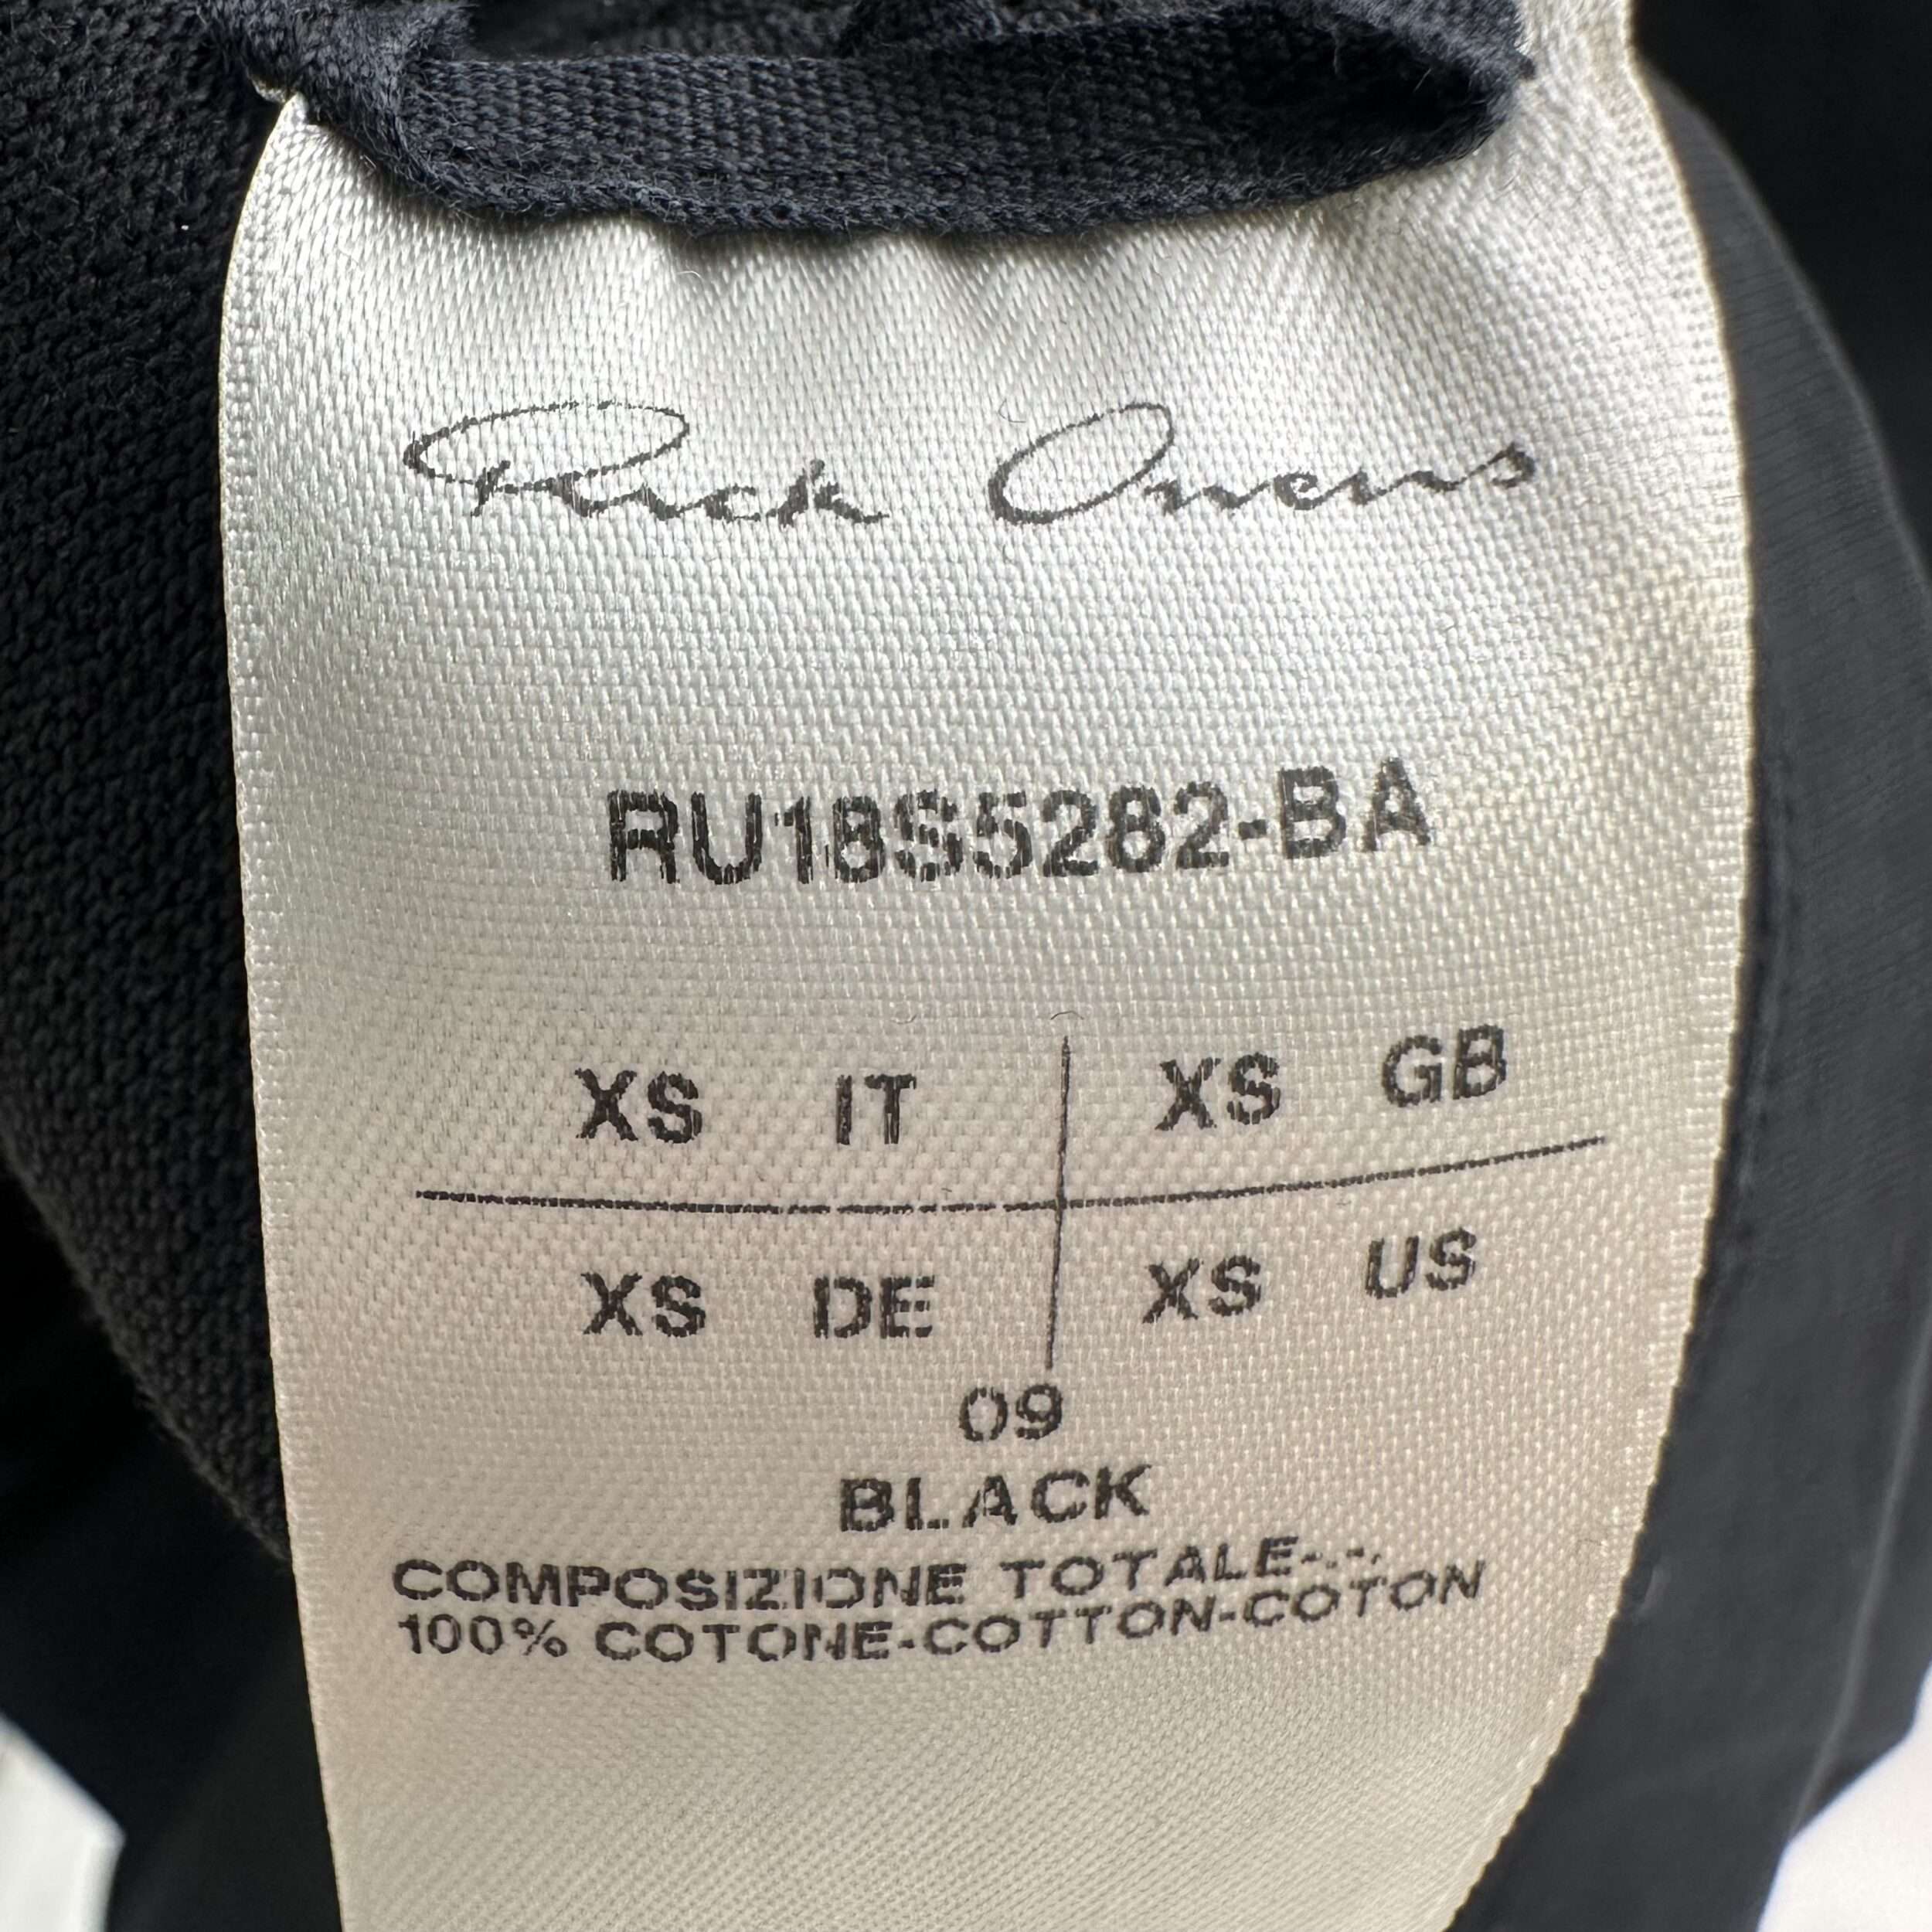 Rick Owens
RU18S5282-BA
XS IT XS GB
XS DE XS US
09
BLACK
COMPOSIZIONE TOTALE-.-.
100% COTONE-COTTON-COTON